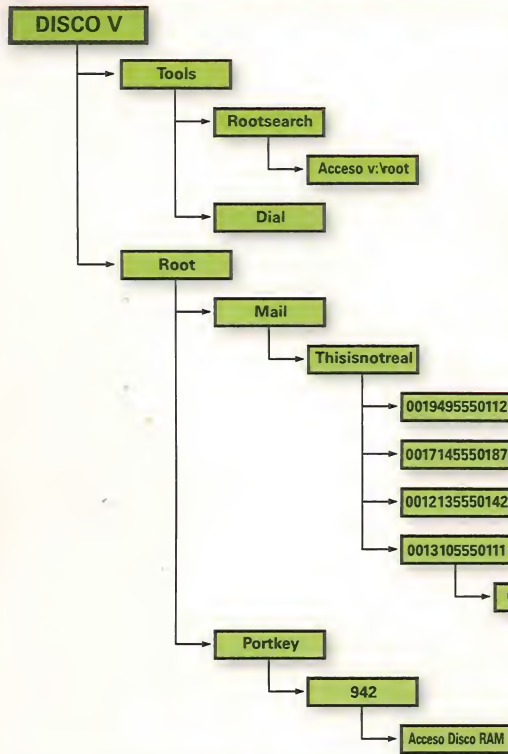 DISCO V
Tools
Rootsearch
Acceso v:\root
Dial
Root
Mail
Thisisnotreal
0019495550112
0017145550187
0012135550142
0013105550111
Portkey
942
Acceso Disco RAM